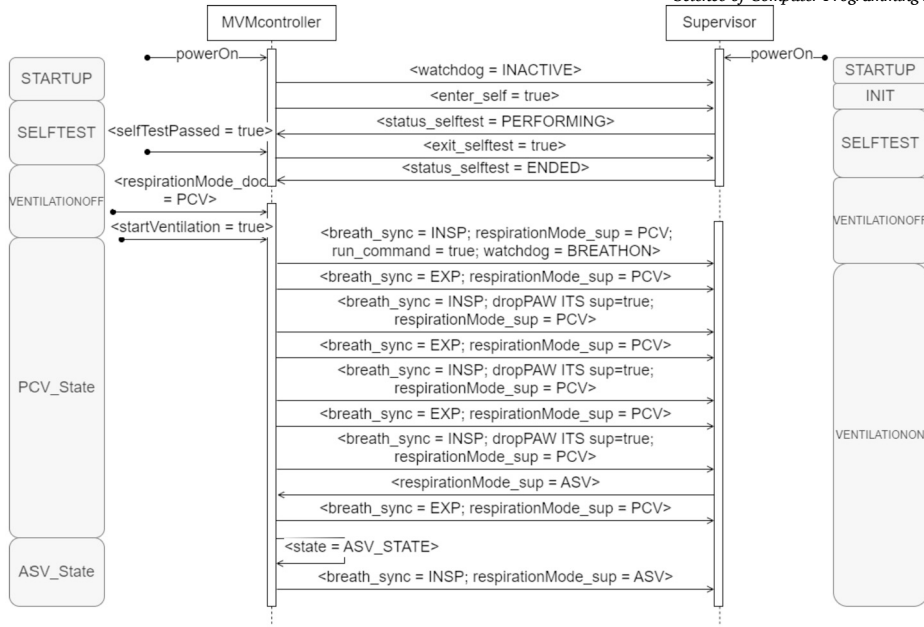 MVMcontroller
Supervisor
powerOn
powerOn
STARTUP
STARTUP
<watchdog = INACTIVE>
INIT
<enter_self = true>
SELFTEST
SELFTEST
<status_selftest = PERFORMING>
<selfTestPassed = true>
<exit_selftest = true>
<status_selftest = ENDED>
<respirationMode_doc
= PCV>
VENTILATIONOFF
VENTILATIONOFF
<startVentilation = true>
<breath_sync = INSP; respirationMode_sup = PCV;
run_command = true; watchdog = BREATHON>
<breath_sync = EXP; respirationMode_sup = PCV>
<breath_sync = INSP; dropPAW ITS sup=true;
respirationMode_sup = PCV>
<breath_sync = EXP; respirationMode_sup = PCV>
<breath_sync = INSP; dropPAW ITS sup=true;
respirationMode_sup = PCV>
PCV_State
<breath_sync = EXP; respirationMode_sup = PCV>
VENTILATIONON
<breath_sync = INSP; dropPAW ITS sup=true;
respirationMode_sup = PCV>
<respirationMode_sup = ASV>
<breath_sync = EXP; respirationMode_sup = PCV>
<state = ASV_STATE>
ASV_State
<breath_sync = INSP; respirationMode_sup = ASV>